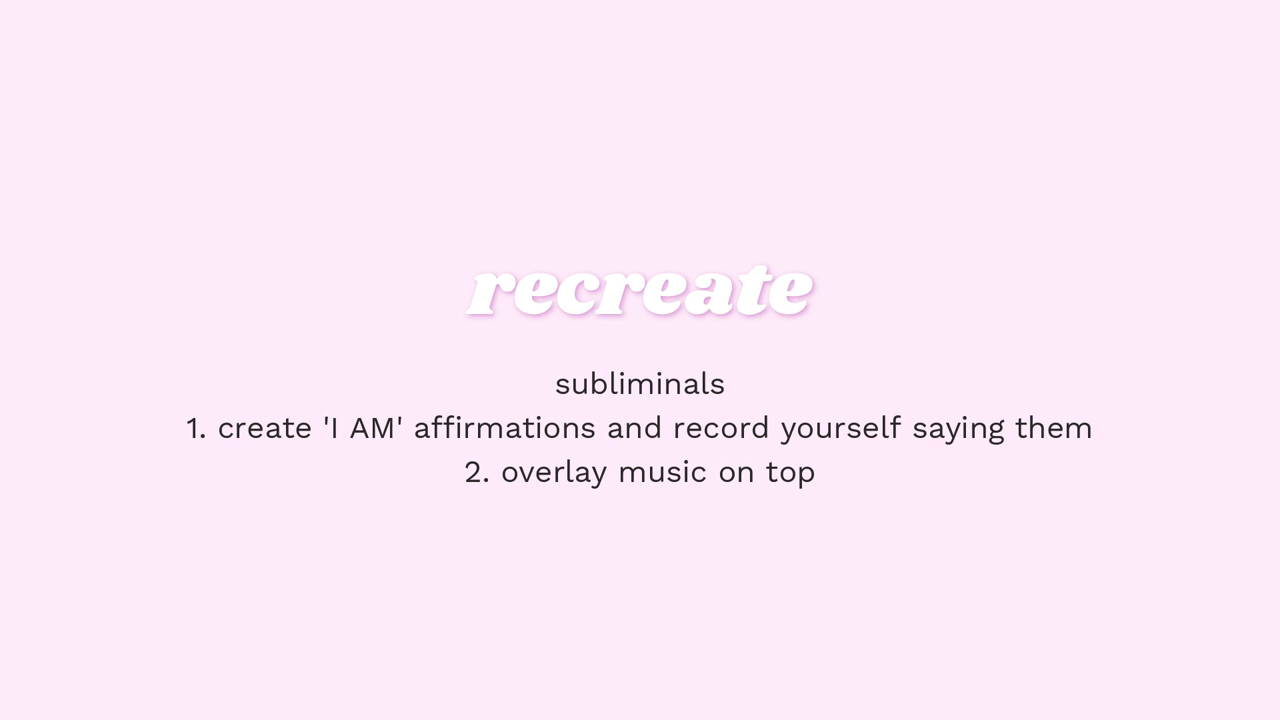 recreate
subliminals
1. create 'I AM' affirmations and record yourself saying them
2. overlay music on top